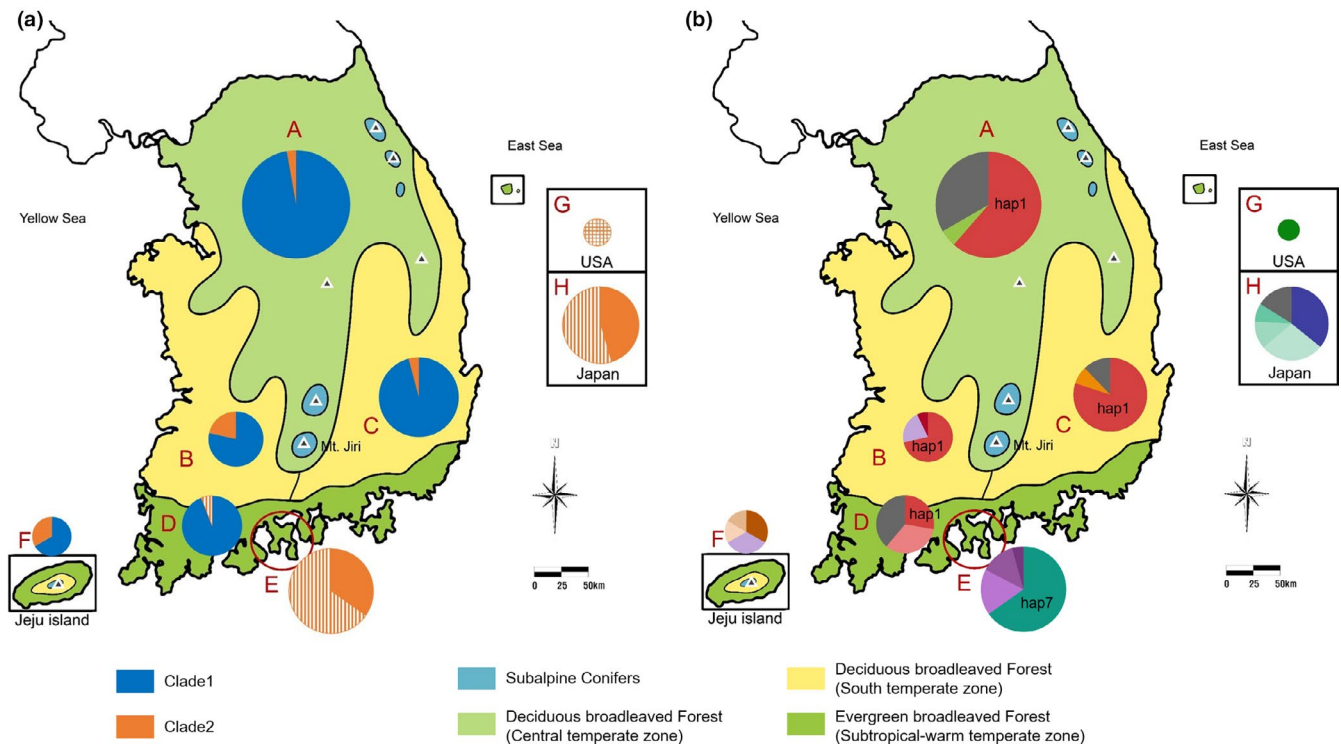 (a)
A
East Sea
Yellow Sea
G
USA
H
Japan
C
B
Mt. Jiri
N
D
F
E
0 25 50km
Jeju island
(b)
A
hap1
East Sea
Yellow Sea
G
USA
H
Japan
C
hap1
B
hap1
Mt. Jiri
N
D
hap1
F
E
hap7
0 25 50km
Jeju island
Clade1
Subalpine Conifers
Deciduous broadleaved Forest
(South temperate zone)
Clade2
Deciduous broadleaved Forest
(Central temperate zone)
Evergreen broadleaved Forest
(Subtropical-warm temperate zone)